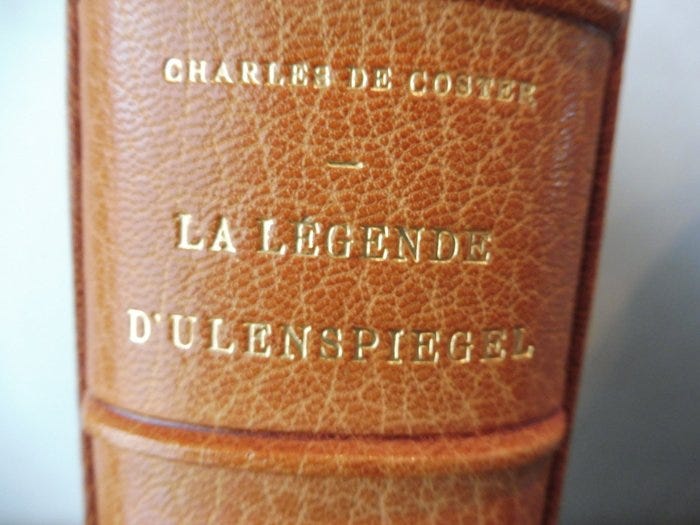 CHARLES DE COSTER
—
LA LÉGENDE
D'ULENSPIEGEL